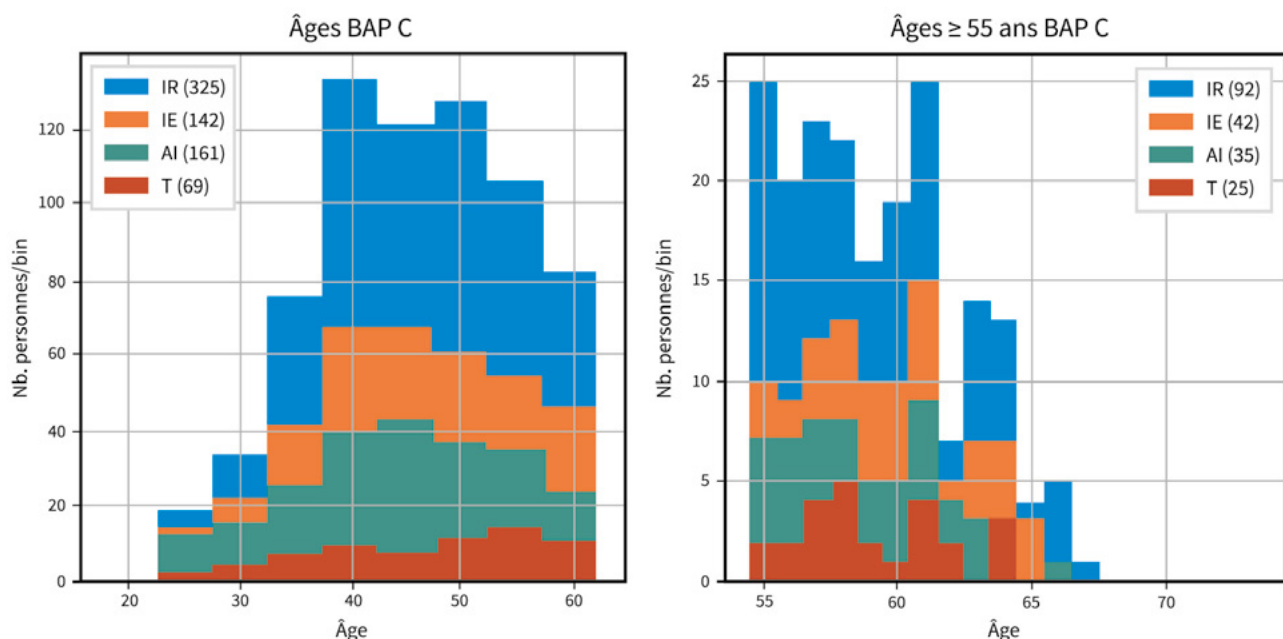 Âges BAP C
IR (325)
IE (142)
AI (161)
T (69)
Nb. personnes/bin
120
100
80
60
40
20
0
20 30 40 50 60
Âge
Âges ≥ 55 ans BAP C
IR (92)
IE (42)
AI (35)
T (25)
Nb. personnes/bin
25
20
15
10
5
0
55 60 65 70
Âge